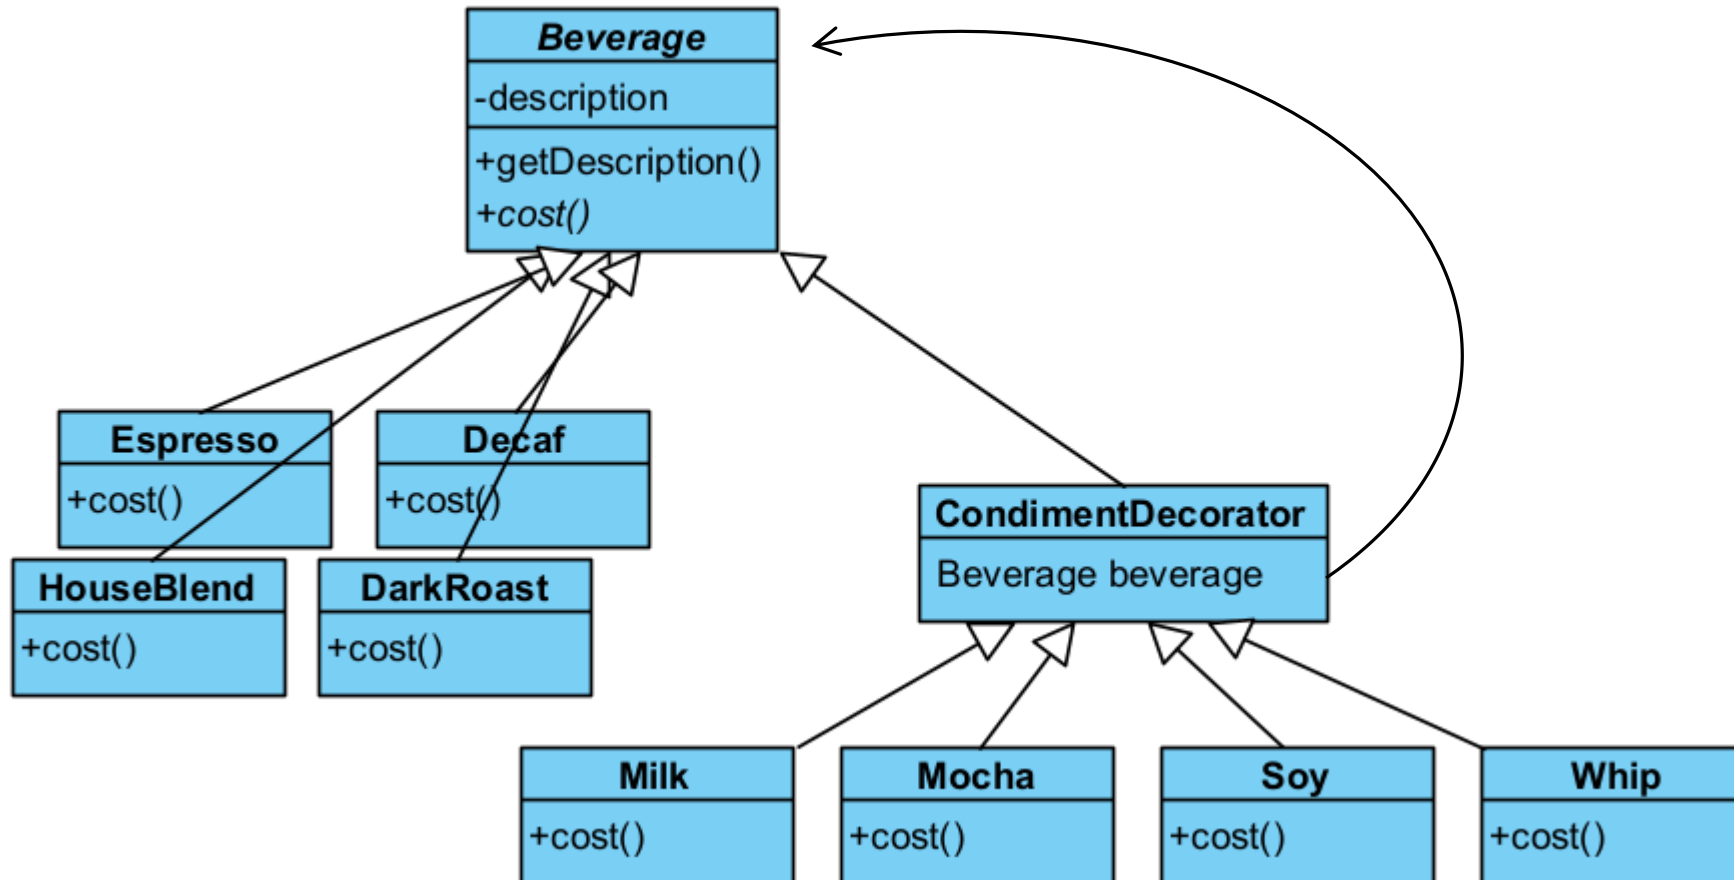 Beverage
-description
+getDescription()
+cost()
Espresso
+cost()
Decaf
+cost()
HouseBlend
+cost()
DarkRoast
+cost()
CondimentDecorator
Beverage beverage
Milk
+cost()
Mocha
+cost()
Soy
+cost()
Whip
+cost()